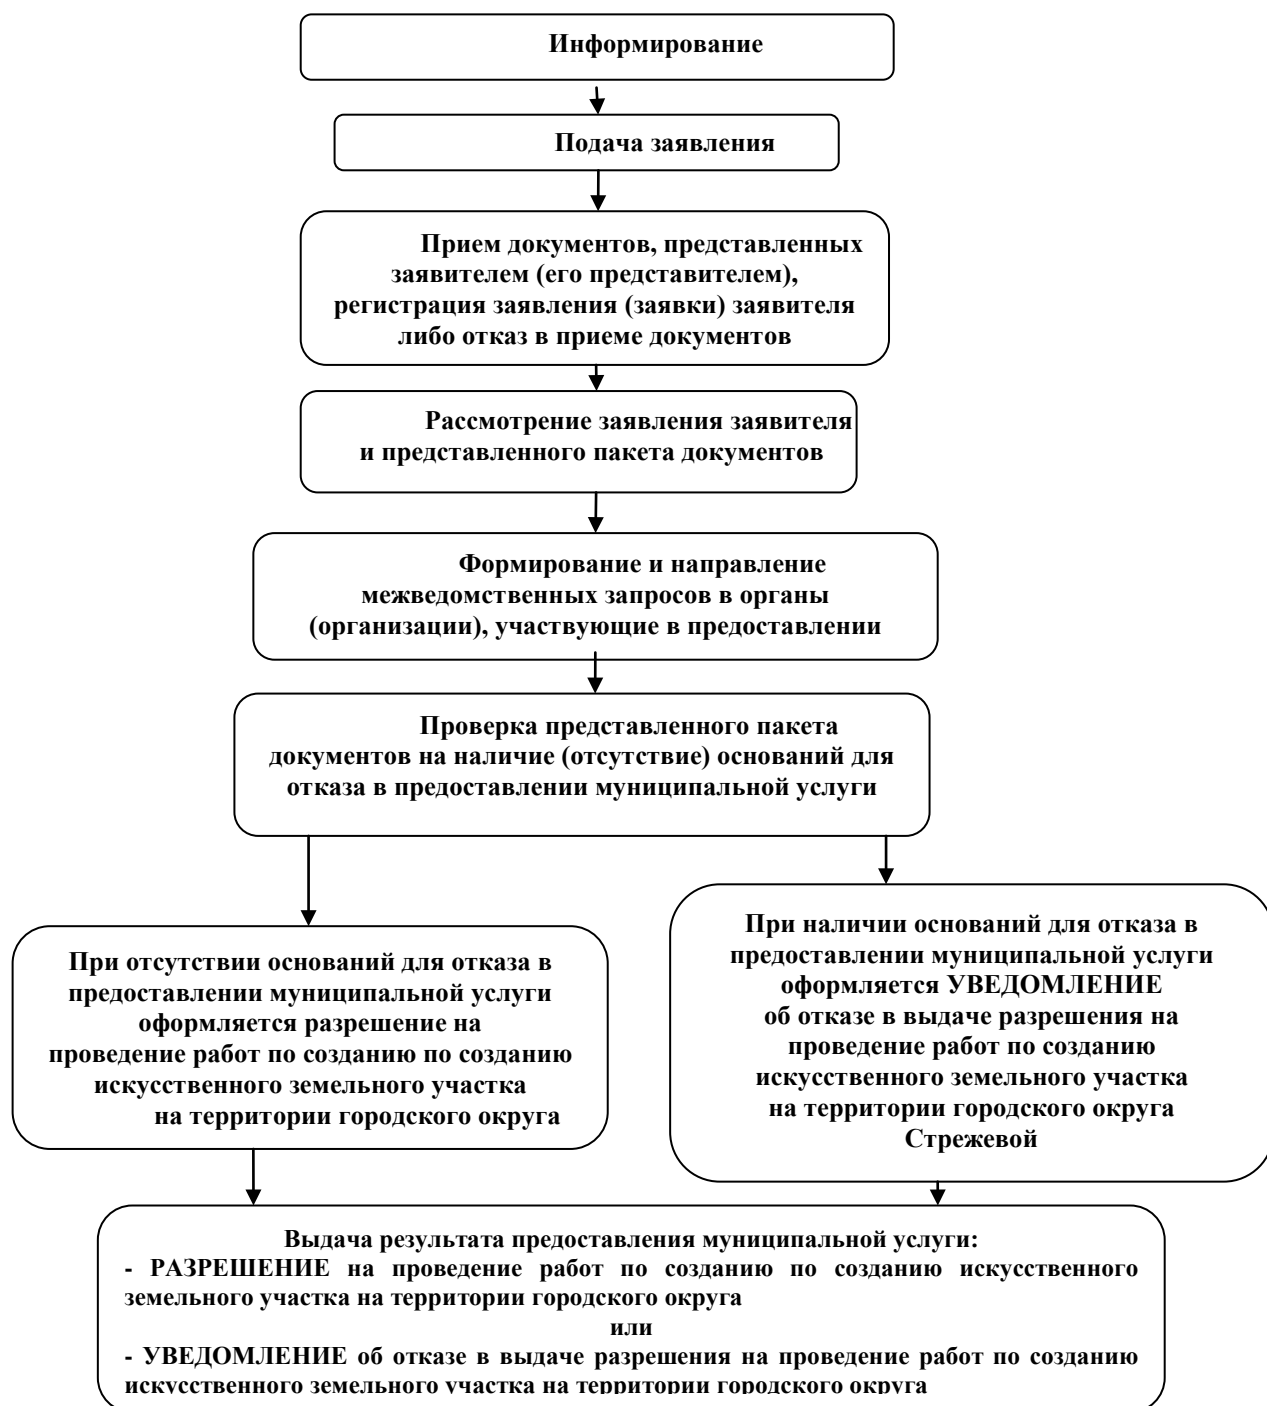 Информирование
Подача заявления
Прием документов, представленных
заявителем (его представителем),
регистрация заявления (заявки) заявителя
либо отказ в приеме документов
Рассмотрение заявления заявителя
и представленного пакета документов
Формирование и направление
межведомственных запросов в органы
(организации), участвующие в предоставлении
Проверка представленного пакета
документов на наличие (отсутствие) оснований для
отказа в предоставлении муниципальной услуги
При отсутствии оснований для отказа в
предоставлении муниципальной услуги
оформляется разрешение на
проведение работ по созданию по созданию
искусственного земельного участка
на территории городского округа
При наличии оснований для отказа в
предоставлении муниципальной услуги
оформляется УВЕДОМЛЕНИЕ
об отказе в выдаче разрешения на
проведение работ по созданию
искусственного земельного участка
на территории городского округа
Стрежевой
Выдача результата предоставления муниципальной услуги:
- РАЗРЕШЕНИЕ на проведение работ по созданию по созданию искусственного
земельного участка на территории городского округа
или
- УВЕДОМЛЕНИЕ об отказе в выдаче разрешения на проведение работ по созданию
искусственного земельного участка на территории городского округа